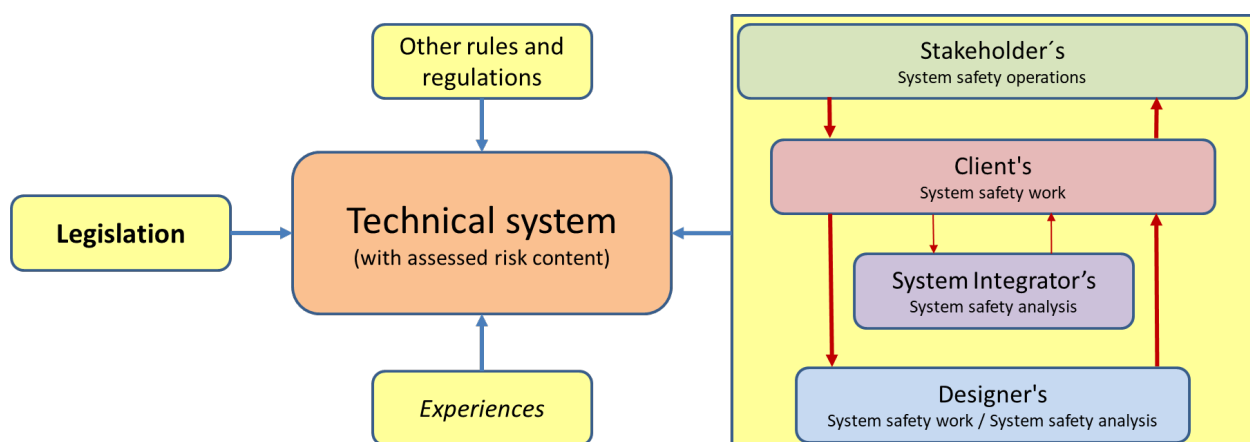 Other rules and
regulations
Legislation
Technical system
(with assessed risk content)
Experiences
Stakeholder´s
System safety operations
Client's
System safety work
System Integrator’s
System safety analysis
Designer's
System safety work / System safety analysis